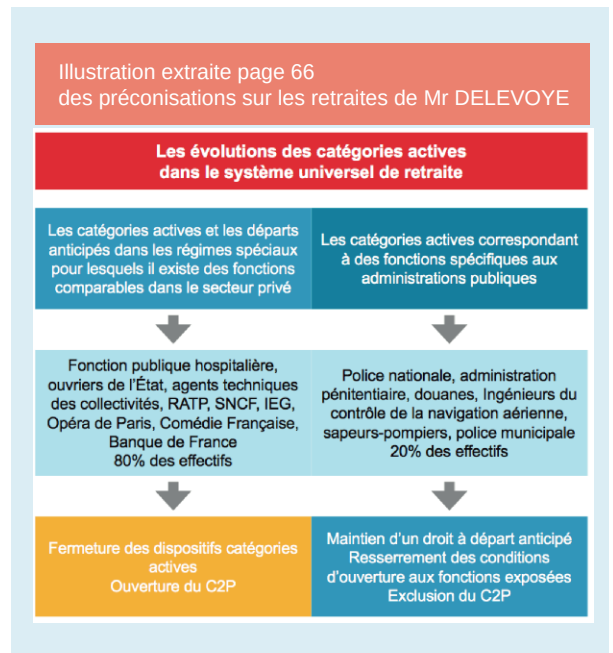 Illustration extraite page 66
des préconisations sur les retraites de Mr DELEVOYE
Les évolutions des catégories actives
dans le système universel de retraite
Les catégories actives et les départs
anticipés dans les régimes spéciaux
pour lesquels il existe des fonctions
comparables dans le secteur privé
Les catégories actives correspondant
à des fonctions spécifiques aux
administrations publiques
Fonction publique hospitalière,
ouvriers de l'État, agents techniques
des collectivités, RATP, SNCF, IEG,
Opéra de Paris, Comédie Française,
Banque de France
80% des effectifs
Police nationale, administration
pénitentiaire, douanes, Ingénieurs du
contrôle de la navigation aérienne,
sapeurs-pompiers, police municipale
20% des effectifs
Fermeture des dispositifs catégories
actives
Ouverture du C2P
Maintien d'un droit à départ anticipé
Resserrement des conditions
d'ouverture aux fonctions exposées
Exclusion du C2P